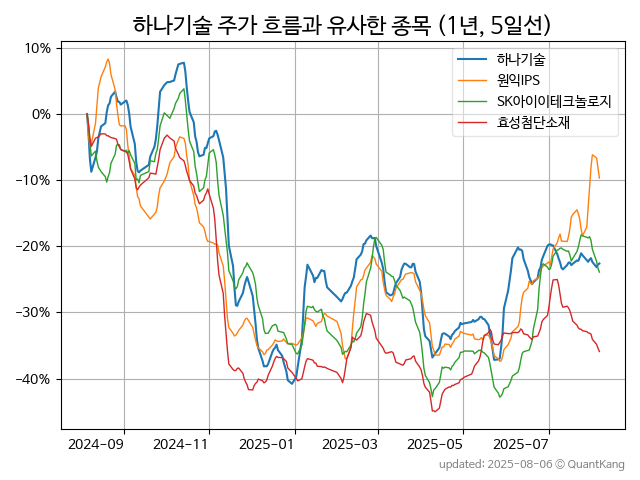 하나기술 주가 흐름과 유사한 종목 (1년, 5일선)
하나기술
원익IPS
SK아이이테크놀로지
효성첨단소재
10%
0%
−10%
−20%
−30%
−40%
2024-09 2024-11 2025-01 2025-03 2025-05 2025-07
updated: 2025-08-06 © QuantKang